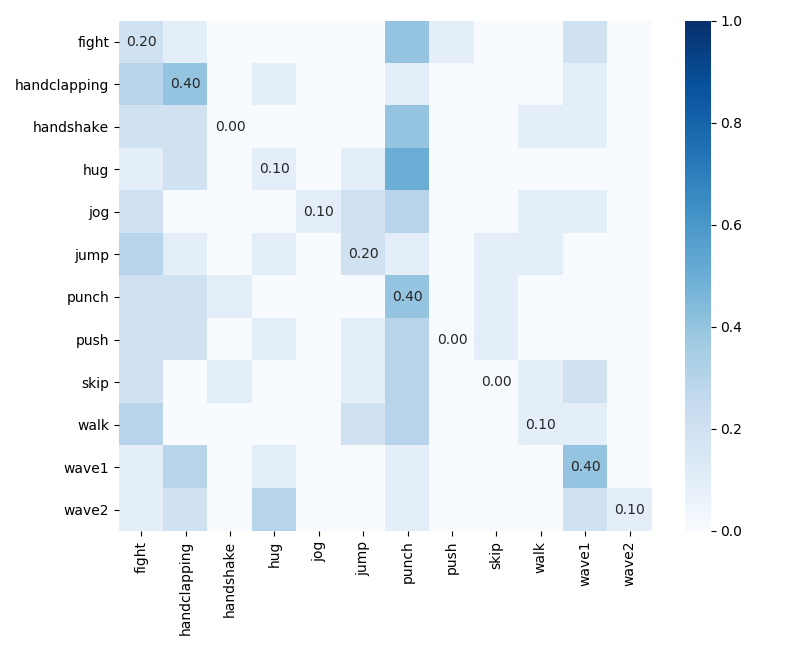 fight 0.20
handclapping 0.40
handshake 0.00
hug 0.10
jog 0.10
jump 0.20
punch 0.40
push 0.00
skip 0.00
walk 0.10
wave1 0.40
wave2 0.10
fight handclapping handshake hug jog jump punch push skip walk wave1 wave2
1.0
0.8
0.6
0.4
0.2
0.0